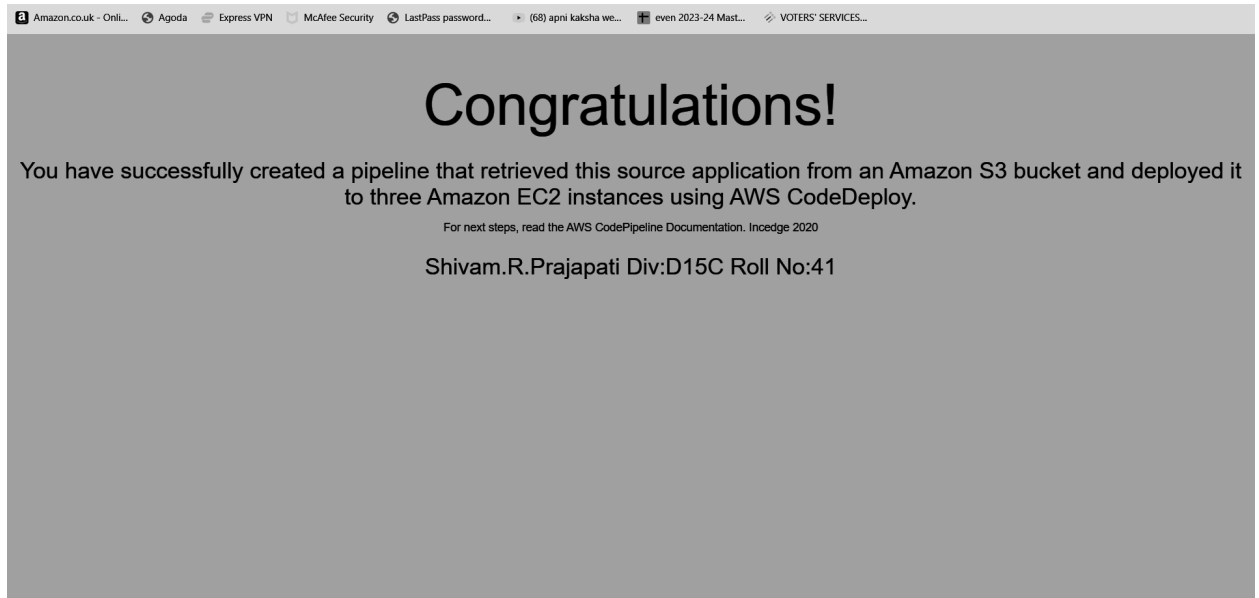 a Amazon.co.uk - Onli... Agoda Express VPN McAfee Security LastPass password... (68) apni kaksha we... even 2023-24 Mast... VOTERS' SERVICES...
Congratulations!
You have successfully created a pipeline that retrieved this source application from an Amazon S3 bucket and deployed it
to three Amazon EC2 instances using AWS CodeDeploy.
For next steps, read the AWS CodePipeline Documentation. Incedge 2020
Shivam.R.Prajapati Div:D15C Roll No:41